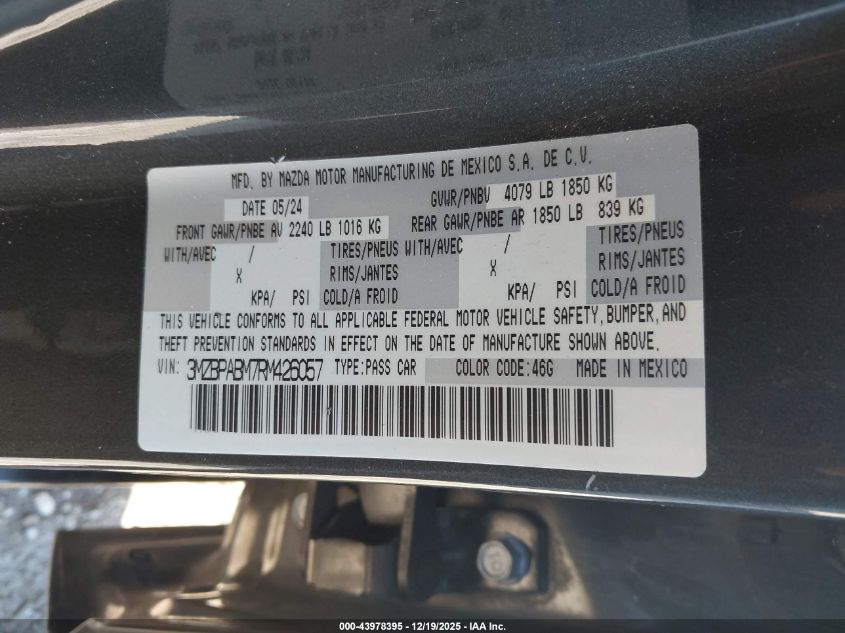 MFD. BY MAZDA MOTOR MANUFACTURING DE MEXICO S.A. DE C.V.
DATE 05/24 GVWR/PNBV 4079 LB 1850 KG
FRONT GAWR/PNBE AV 2240 LB 1016 KG REAR GAWR/PNBE AR 1850 LB 839 KG
WITH/AVEC / TIRES/PNEUS WITH/AVEC / TIRES/PNEUS
X RIMS/JANTES X RIMS/JANTES
KPA/ PSI COLD/A FROID KPA/ PSI COLD/A FROID
THIS VEHICLE CONFORMS TO ALL APPLICABLE FEDERAL MOTOR VEHICLE SAFETY, BUMPER, AND
THEFT PREVENTION STANDARDS IN EFFECT ON THE DATE OF MANUFACTURE SHOWN ABOVE.
VIN: 3MZBPABM7RM426057 TYPE:PASS CAR COLOR CODE:46G MADE IN MEXICO
000-43978395 - 12/19/2025 - IAA Inc.